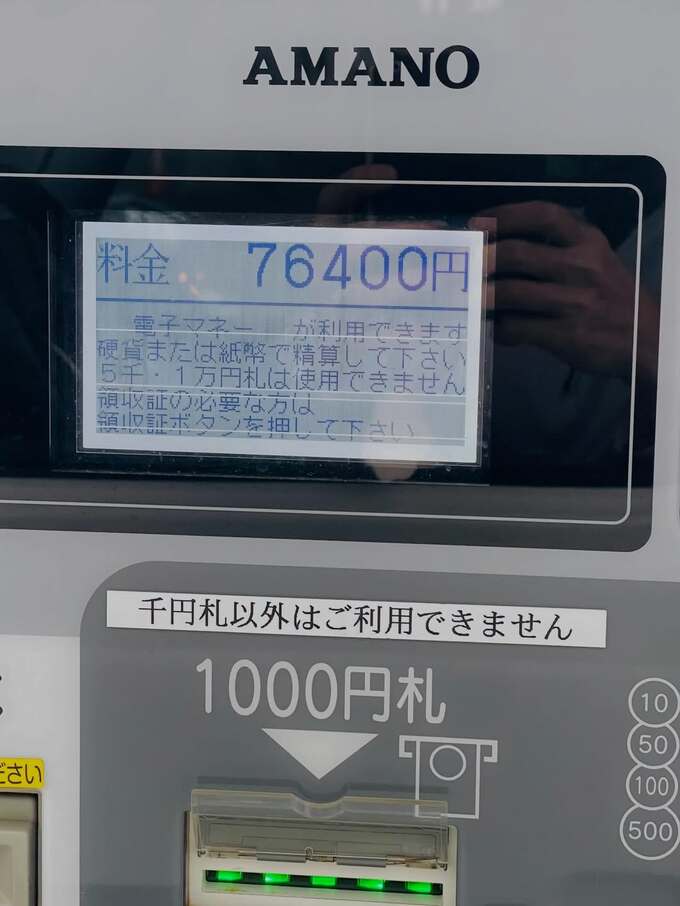 AMANO
料金 76400円
電子マネー が利用できます
硬貨または紙幣で精算して下さい
5千・1万円札は使用できません
領収証の必要な方は
領収証ボタンを押して下さい
千円札以外はご利用できません
1000円札
10
50
100
500
ださい